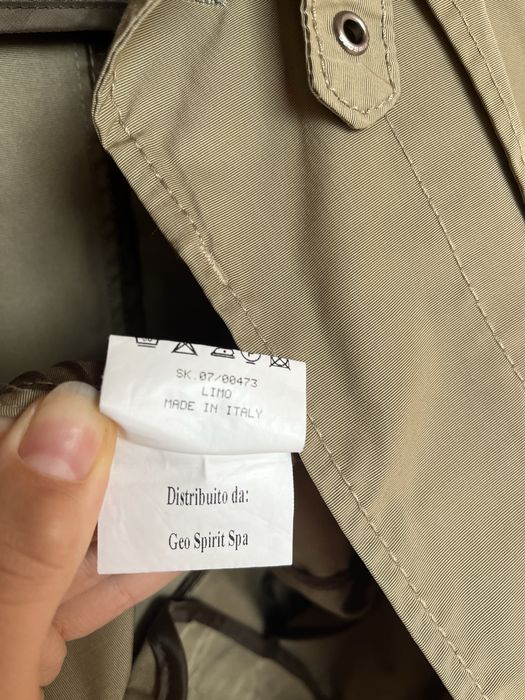 SK.07/00473
LIMO
MADE IN ITALY
Distribuito da:
Geo Spirit Spa